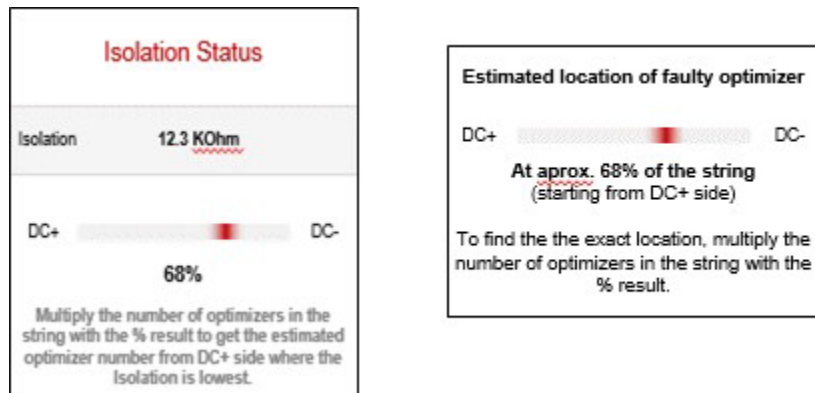 Isolation Status
Isolation 12.3 KOhm
DC+ DC-
68%
Multiply the number of optimizers in the
string with the % result to get the estimated
optimizer number from DC+ side where the
Isolation is lowest.
Estimated location of faulty optimizer
DC+ DC-
At aprox. 68% of the string
(starting from DC+ side)
To find the the exact location, multiply the
number of optimizers in the string with the
% result.